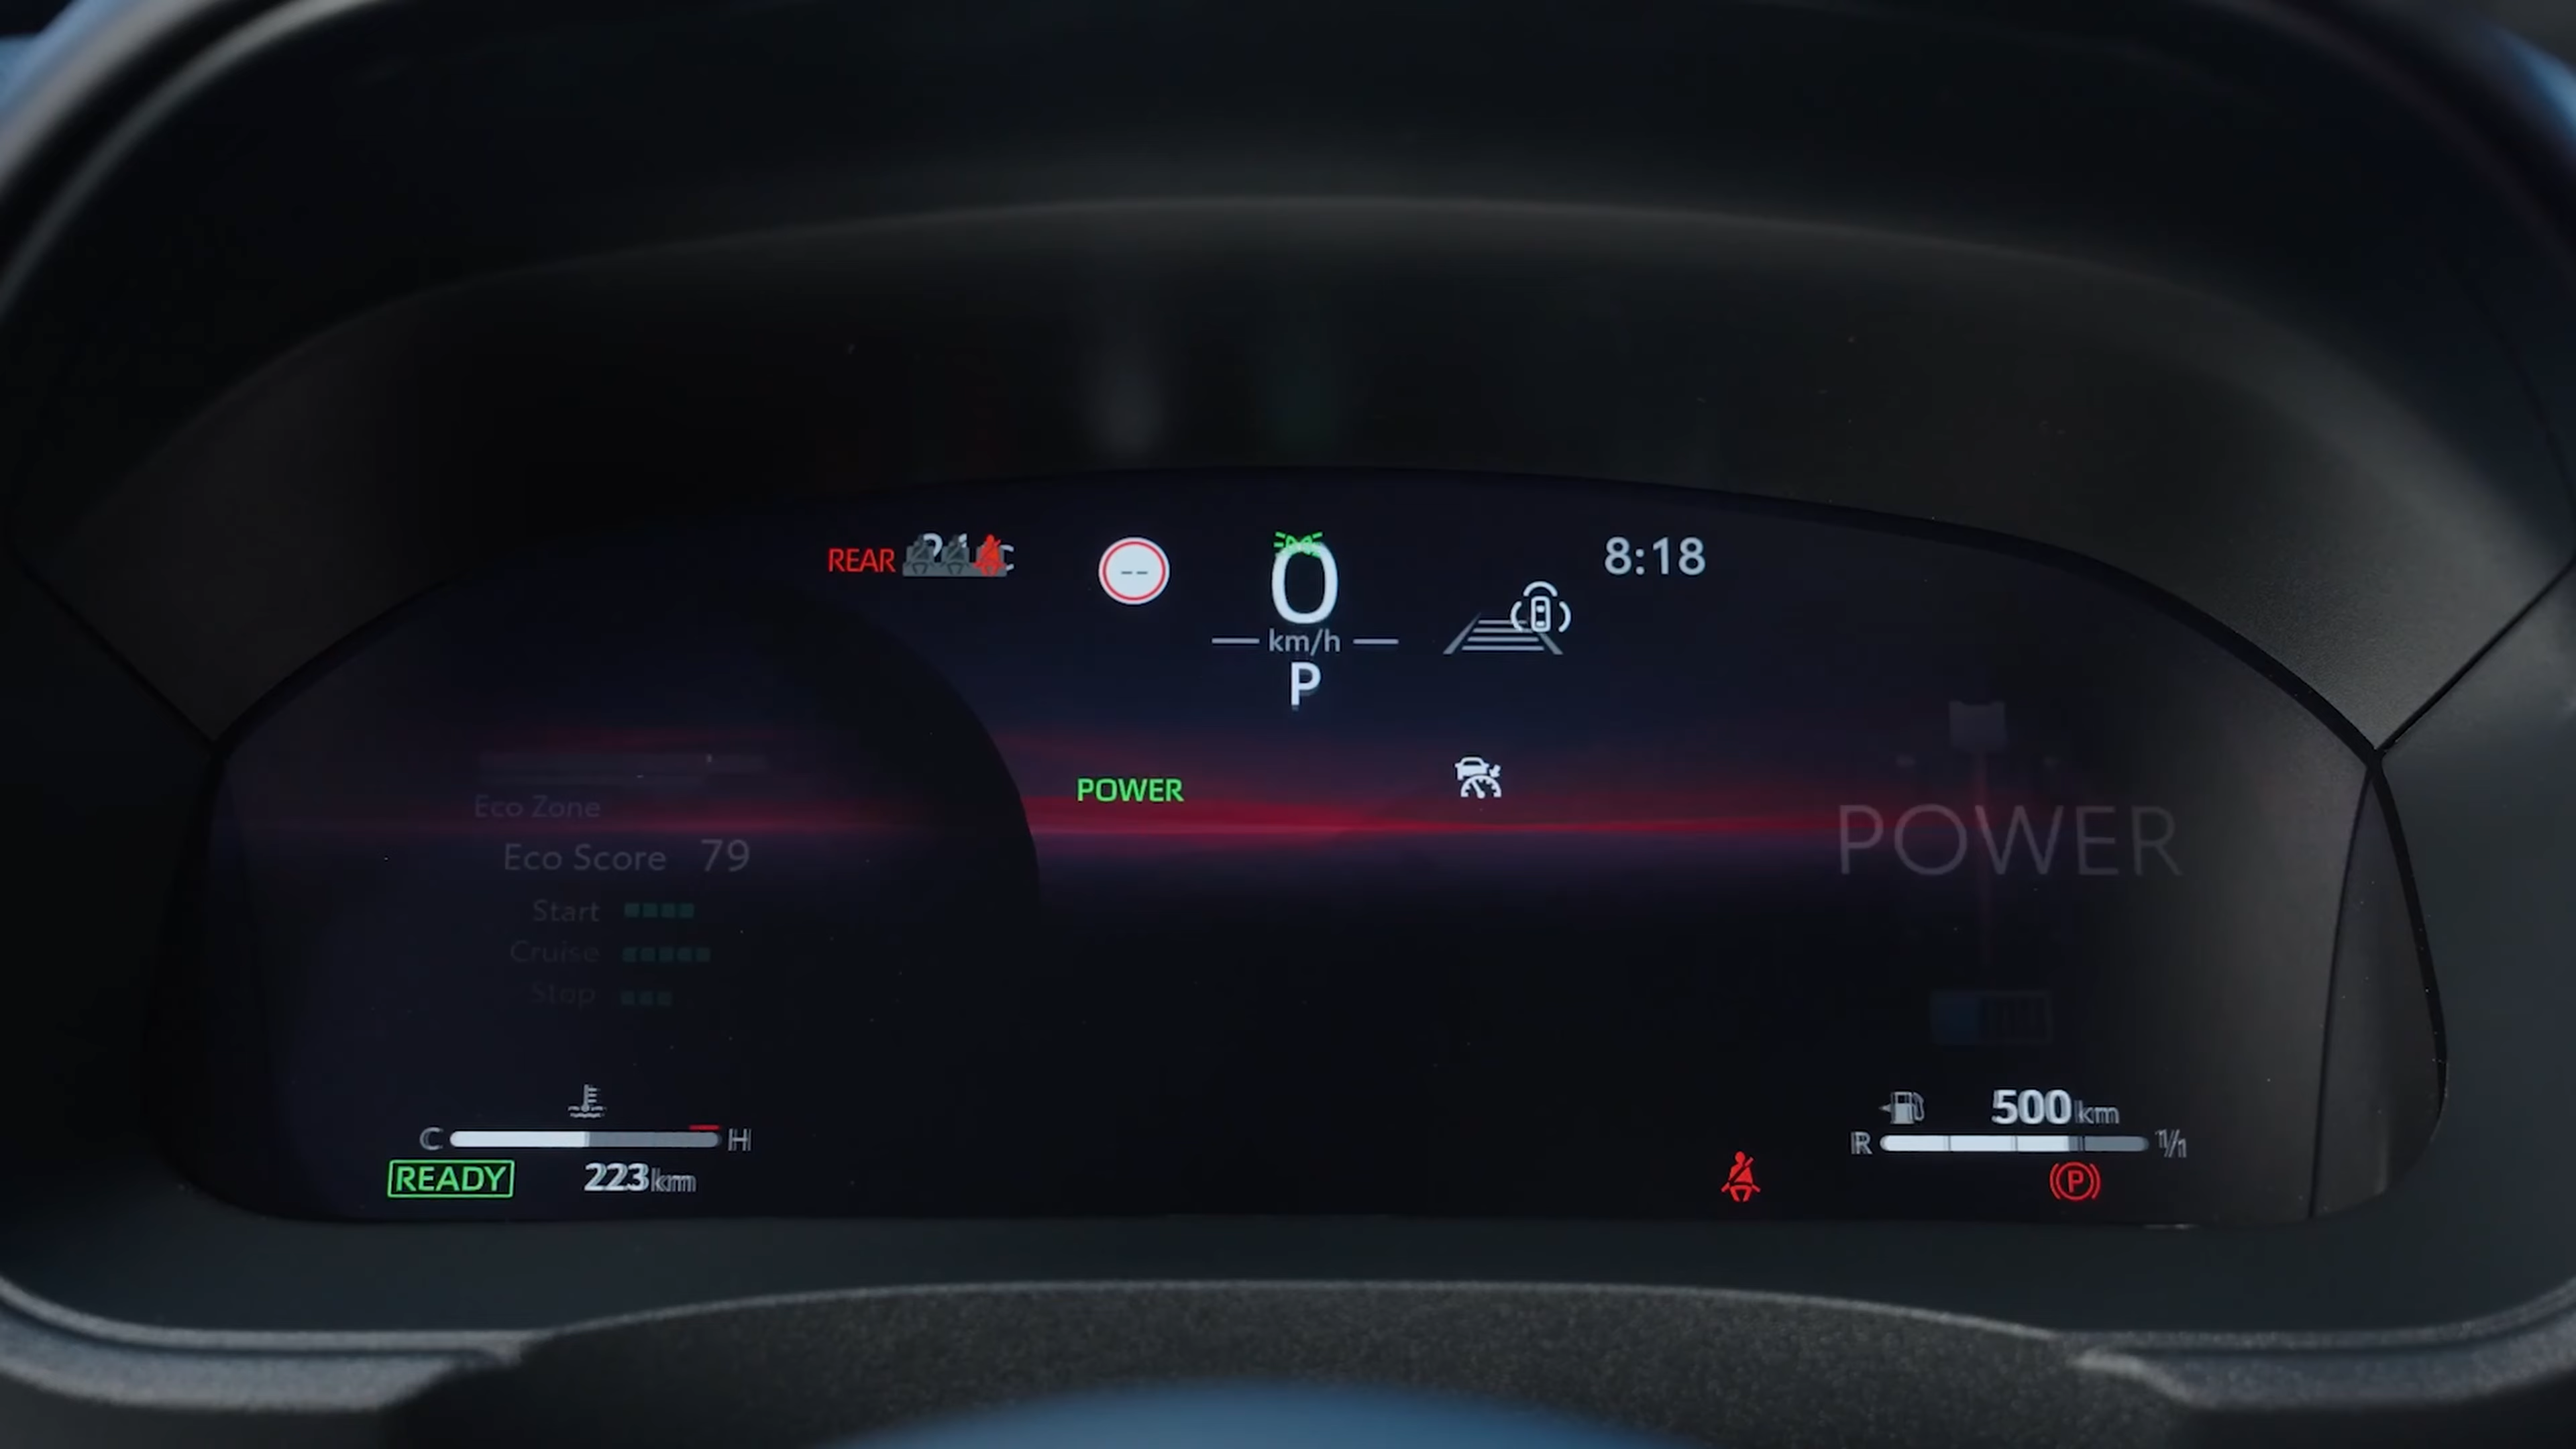 REAR
--
0
8:18
km/h
P
POWER
Eco Zone
Eco Score 79
POWER
Start
Cruise
Stop
500 km
C H
R 1/1
READY 223 km
P